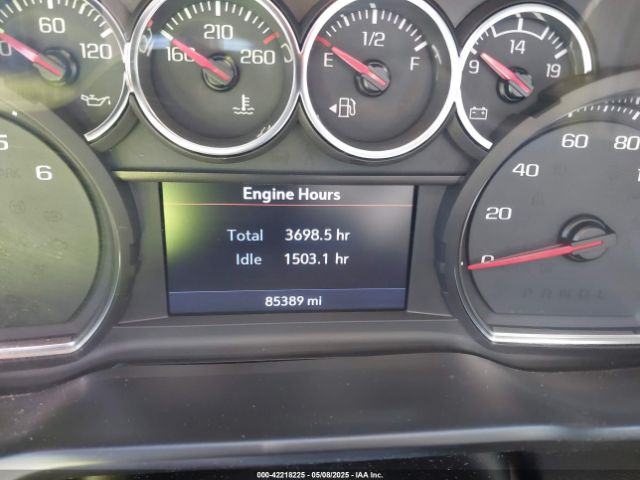 60
120
160 210 260
E 1/2 F
9 14 19
5 6
0 20 40 60 80
Engine Hours
Total 3698.5 hr
Idle 1503.1 hr
85389 mi
000-42218225 - 05/08/2025 - IAA Inc.